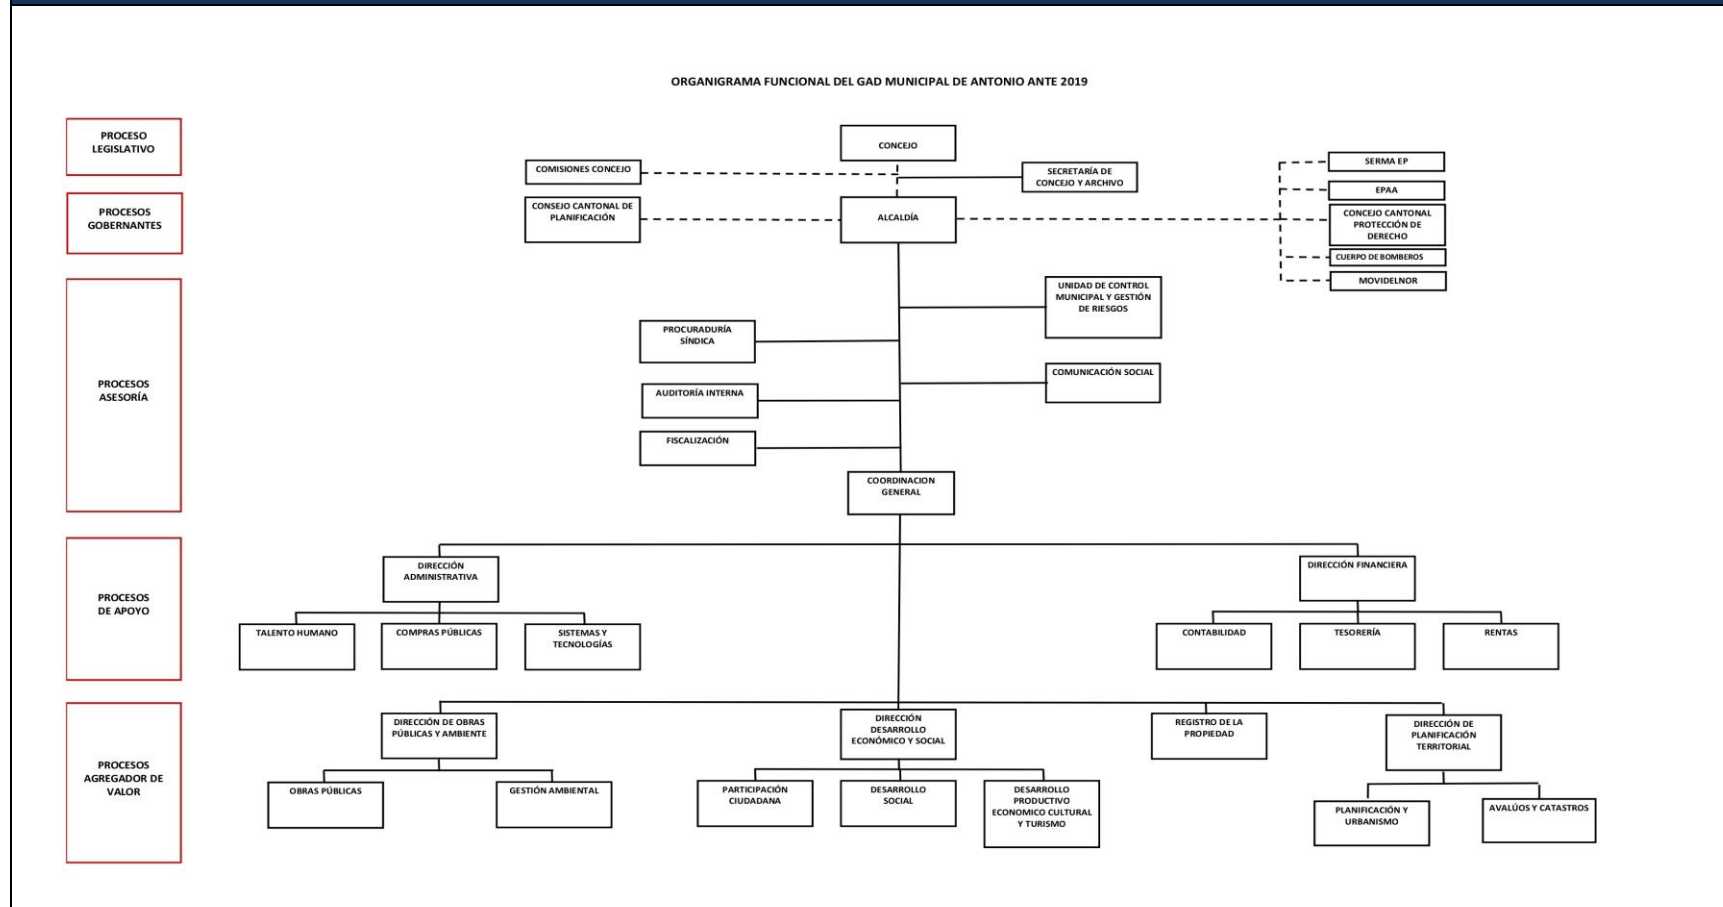 ORGANIGRAMA FUNCIONAL DEL GAD MUNICIPAL DE ANTONIO ANTE 2019
PROCESO
LEGISLATIVO
CONCEJO
COMISIONES CONCEJO
SECRETARÍA DE
CONCEJO Y ARCHIVO
SERMA EP
EPAA
PROCESOS
GOBERNANTES
CONSEJO CANTONAL DE
PLANIFICACIÓN
ALCALDÍA
CONCEJO CANTONAL
PROTECCIÓN DE
DERECHO
CUERPO DE BOMBEROS
MOVIDELNOR
PROCESOS
ASESORÍA
UNIDAD DE CONTROL
MUNICIPAL Y GESTIÓN
DE RIESGOS
PROCURADURÍA
SÍNDICA
COMUNICACIÓN SOCIAL
AUDITORÍA INTERNA
FISCALIZACIÓN
COORDINACION
GENERAL
PROCESOS
DE APOYO
DIRECCIÓN
ADMINISTRATIVA
DIRECCIÓN FINANCIERA
TALENTO HUMANO
COMPRAS PÚBLICAS
SISTEMAS Y
TECNOLOGÍAS
CONTABILIDAD
TESORERÍA
RENTAS
PROCESOS
AGREGADOR DE
VALOR
DIRECCIÓN DE OBRAS
PÚBLICAS Y AMBIENTE
DIRECCIÓN
DESARROLLO
ECONÓMICO Y SOCIAL
REGISTRO DE LA
PROPIEDAD
DIRECCIÓN DE
PLANIFICACIÓN
TERRITORIAL
OBRAS PÚBLICAS
GESTIÓN AMBIENTAL
PARTICIPACIÓN
CIUDADANA
DESARROLLO
SOCIAL
DESARROLLO
PRODUCTIVO
ECONOMICO CULTURAL
Y TURISMO
PLANIFICACIÓN Y
URBANISMO
AVALÚOS Y CATASTROS